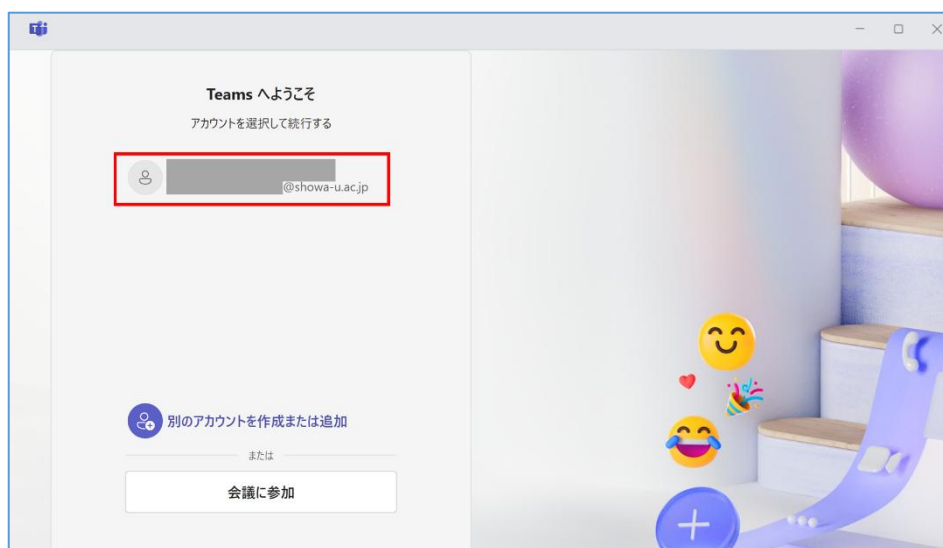 Teams へようこそ
アカウントを選択して続行する
@showa-u.ac.jp
別のアカウントを作成または追加
または
会議に参加